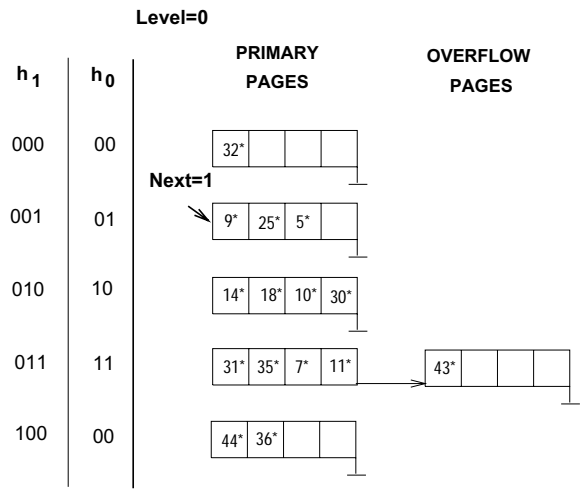 Level=0
PRIMARY OVERFLOW
PAGES PAGES
h1 h0
000 00 32*
Next=1
001 01 9* 25* 5*
010 10 14* 18* 10* 30*
011 11 31* 35* 7* 11* 43*
100 00 44* 36*